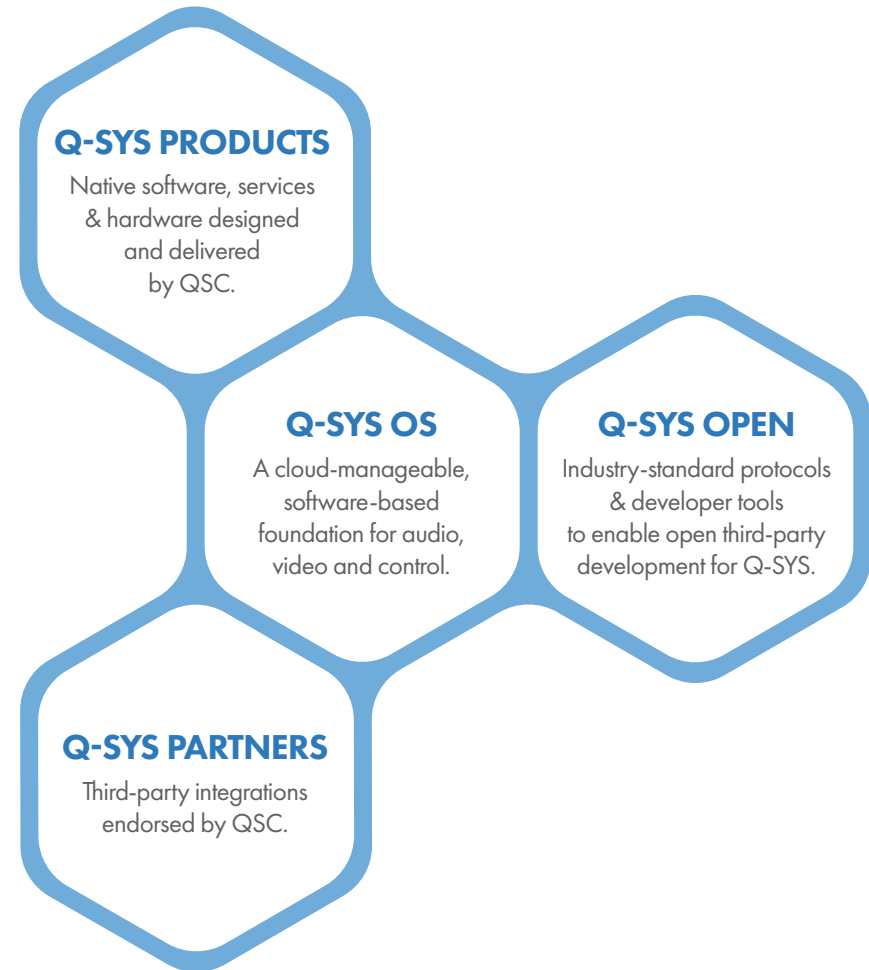 Q-SYS PRODUCTS
Native software, services
& hardware designed
and delivered
by QSC.
Q-SYS OS
A cloud-manageable,
software-based
foundation for audio,
video and control.
Q-SYS OPEN
Industry-standard protocols
& developer tools
to enable open third-party
development for Q-SYS.
Q-SYS PARTNERS
Third-party integrations
endorsed by QSC.